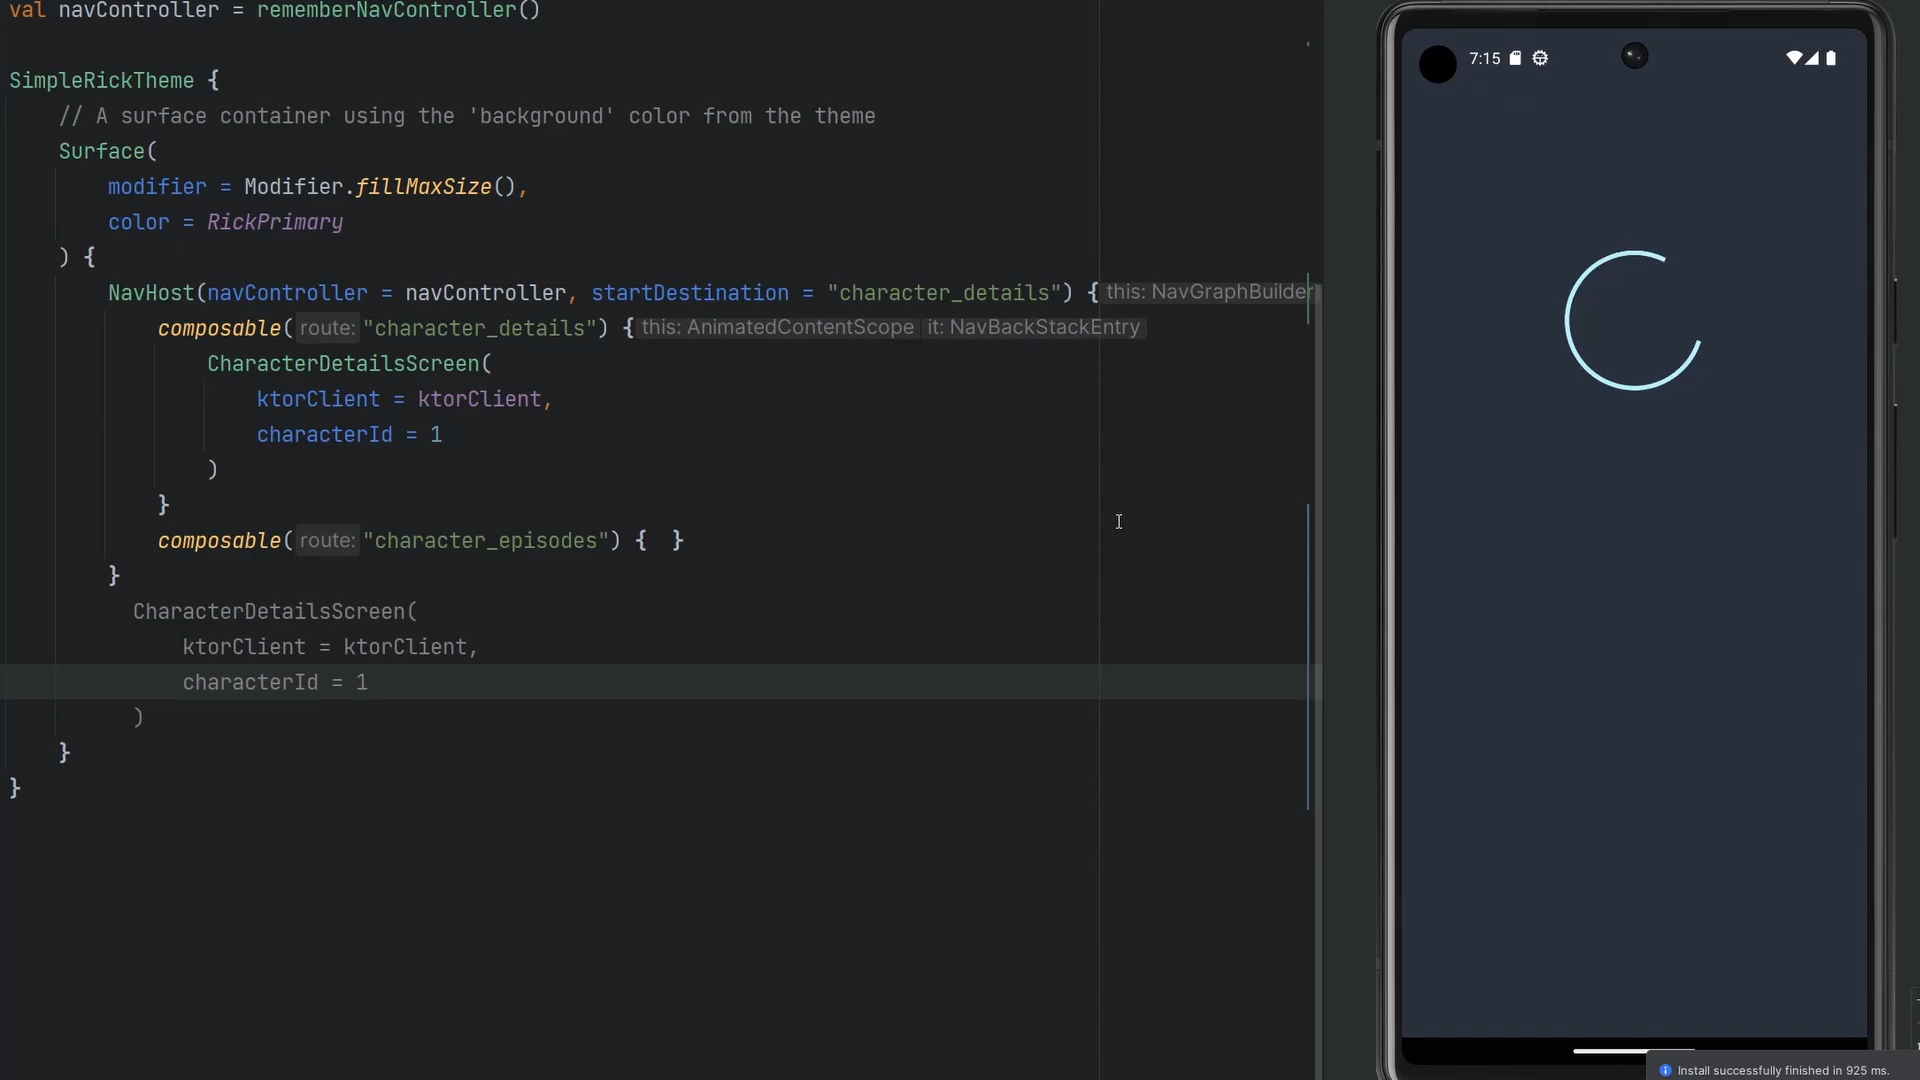 val navController = rememberNavController()
SimpleRickTheme {
// A surface container using the 'background' color from the theme
Surface(
modifier = Modifier.fillMaxSize(),
color = RickPrimary
) {
NavHost(navController = navController, startDestination = "character_details") { this: NavGraphBuilder
composable( route: "character_details") { this: AnimatedContentScope it: NavBackStackEntry
CharacterDetailsScreen(
ktorClient = ktorClient,
characterId = 1
)
}
composable( route: "character_episodes") {  }
}
CharacterDetailsScreen(
ktorClient = ktorClient,
characterId = 1
)
}
}
7:15
Install successfully finished in 925 ms.